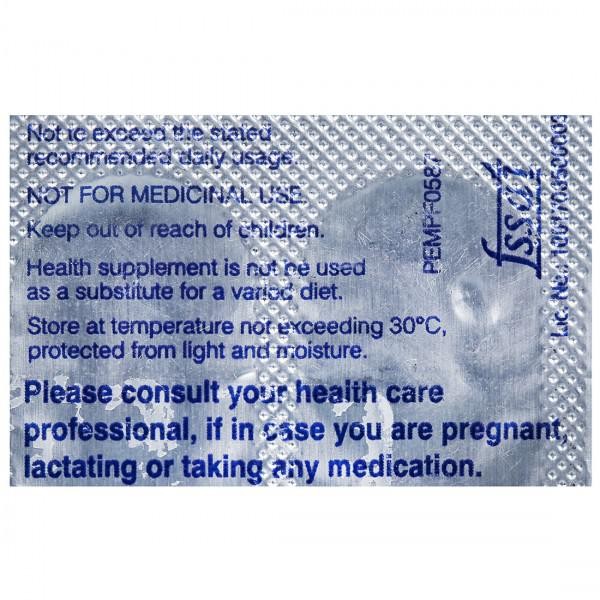 Not to exceed the stated
recommended daily usage.
NOT FOR MEDICINAL USE.
Keep out of reach of children.
Health supplement is not be used
as a substitute for a varied diet.
Store at temperature not exceeding 30°C,
protected from light and moisture.
Please consult your health care
professional, if in case you are pregnant,
lactating or taking any medication.
fssai
Lic. No.: